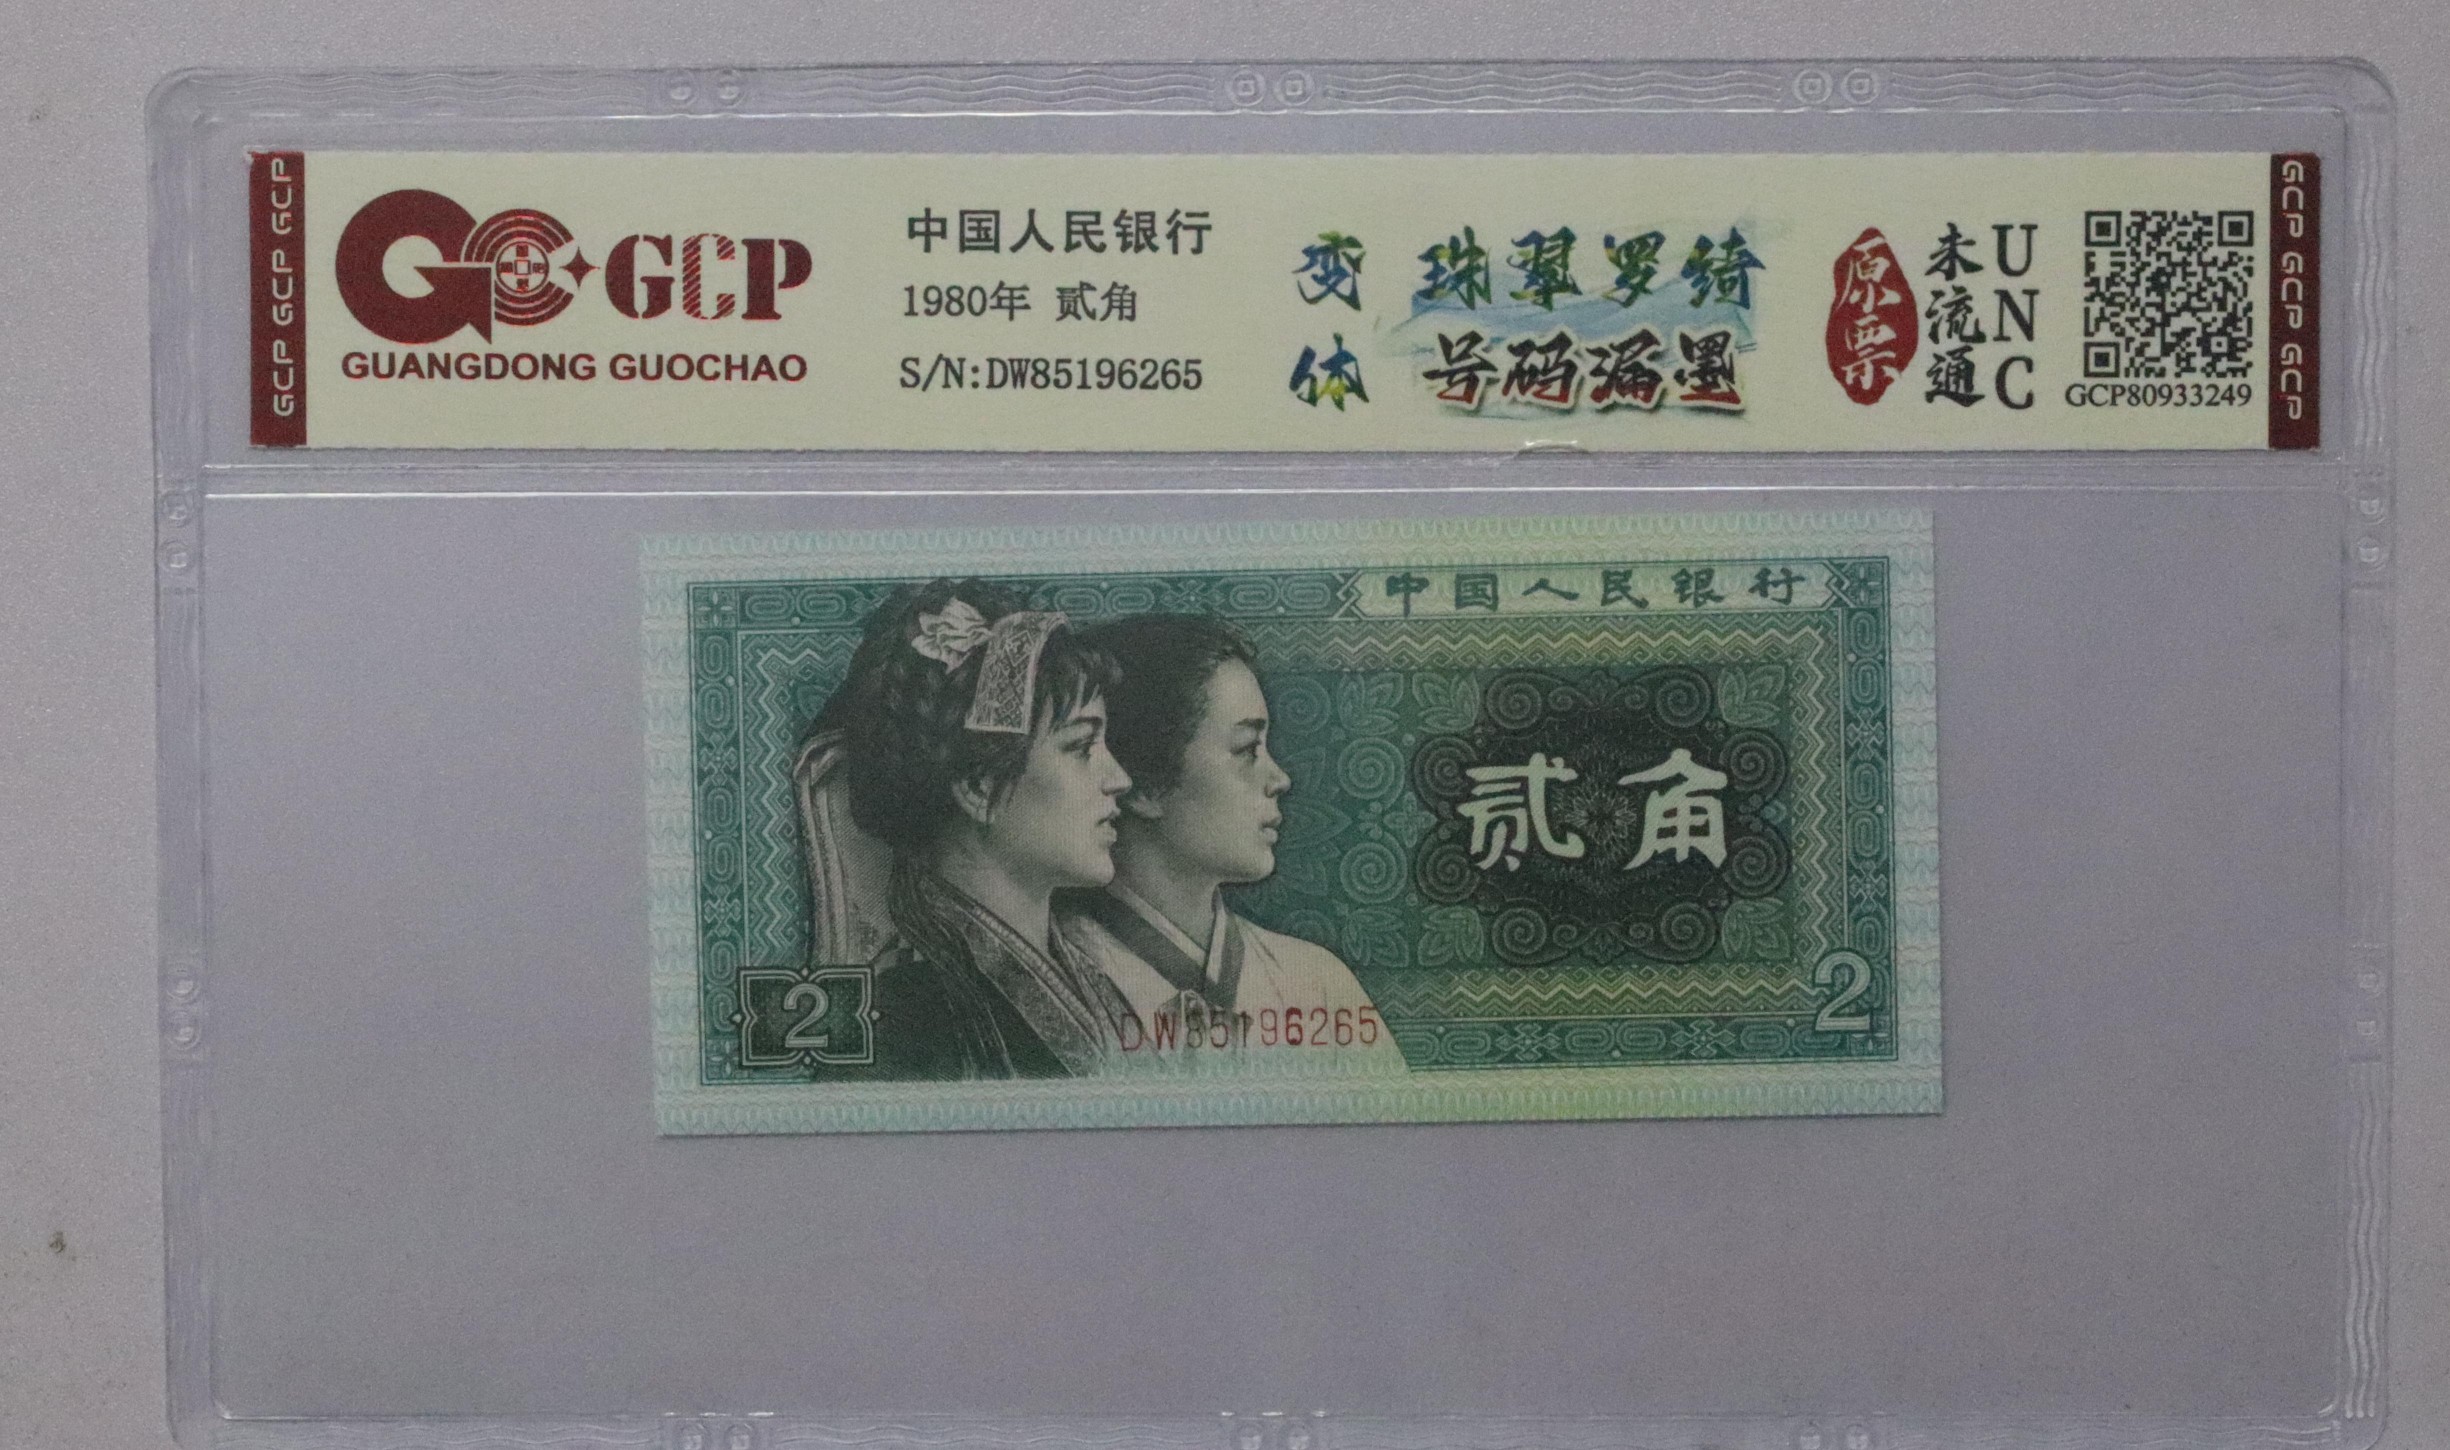 GCP GCP GCP
GCP
GUANGDONG GUOCHAO
中国人民银行
1980年 贰角
S/N:DW85196265
变体
珠翠罗绮
号码漏墨
原票
未流通
UNC
GCP80933249
GCP GCP GCP
中国人民银行
贰角
2
2
DW85196265